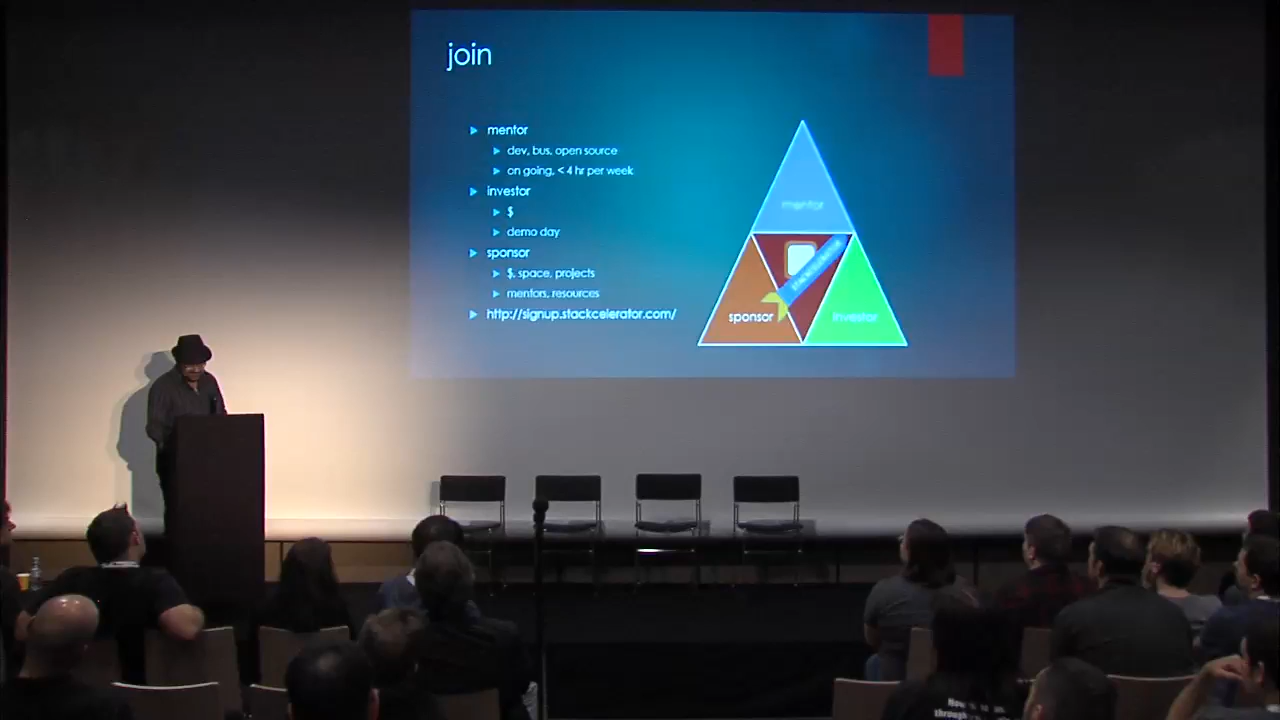 join
mentor
dev, bus, open source
on going, < 4 hr per week
investor
$
demo day
sponsor
$, space, projects
mentors, resources
http://signup.stackcelerator.com/
mentor
sponsor
investor